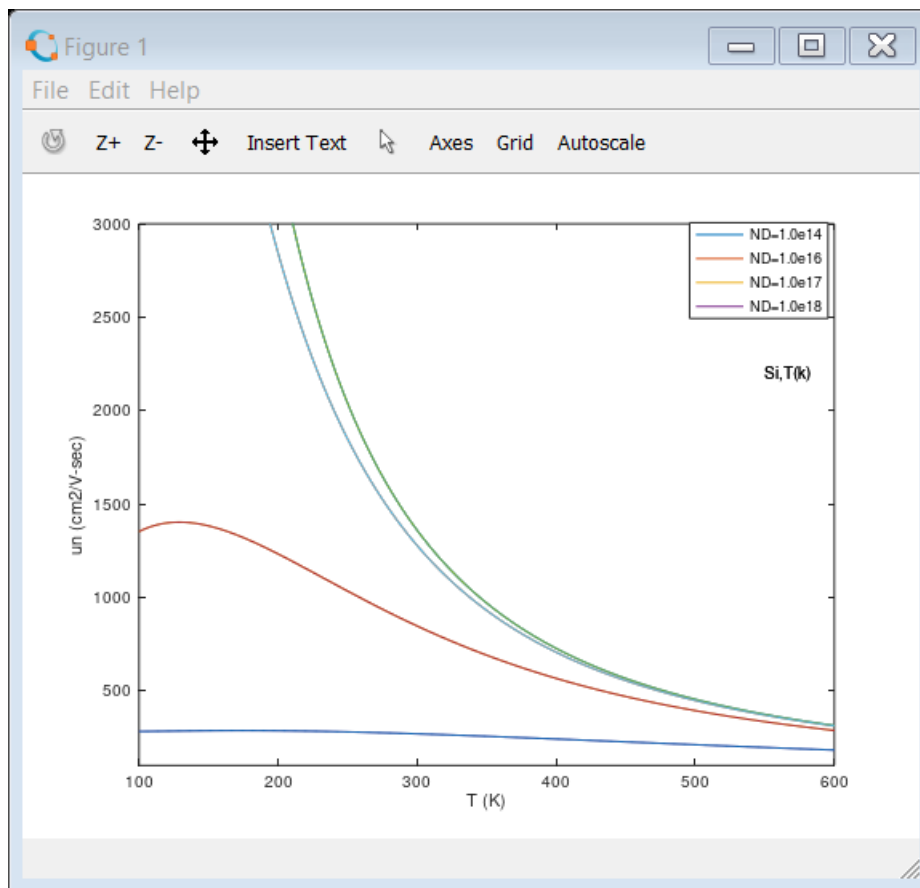 Figure 1
File Edit Help
Z+ Z- Insert Text Axes Grid Autoscale
3000
2500
2000
1500
1000
500
un (cm2/V-sec)
ND=1.0e14
ND=1.0e16
ND=1.0e17
ND=1.0e18
Si,T(k)
100 200 300 400 500 600
T (K)